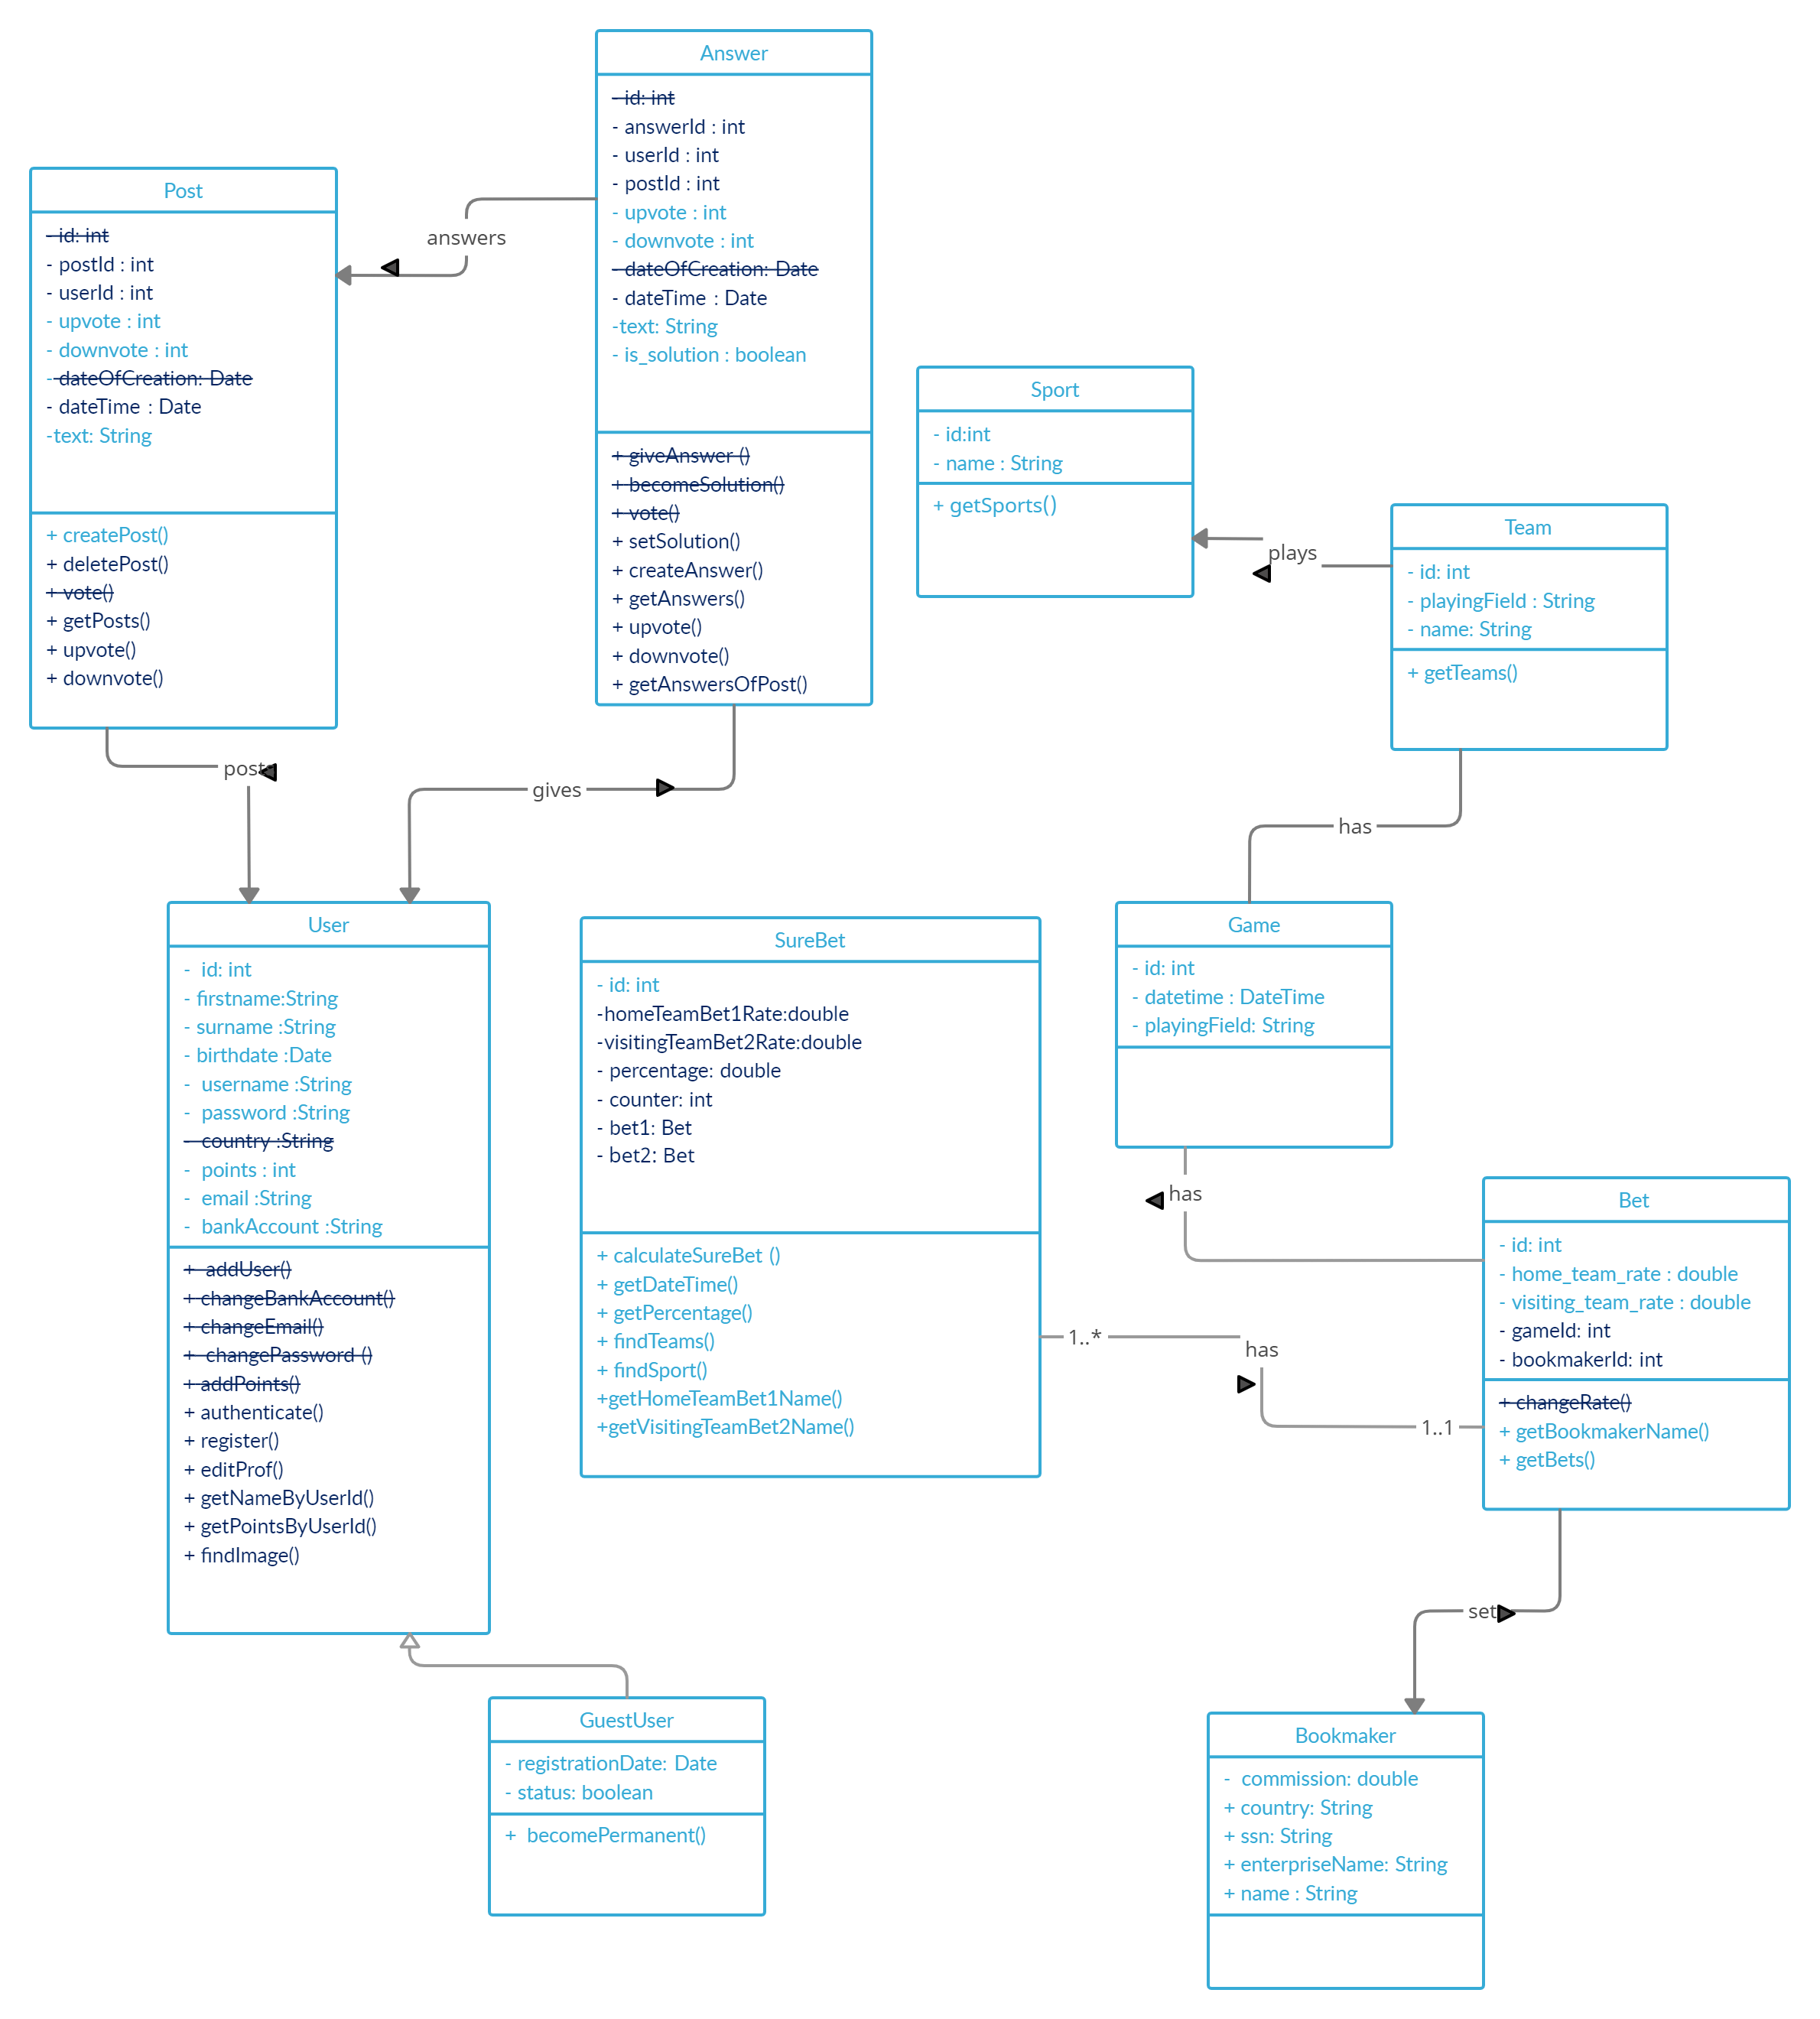 Answer
- id: int
- answerId : int
- userId : int
- postId : int
- upvote : int
- downvote : int
- dateOfCreation: Date
- dateTime : Date
-text: String
- is_solution : boolean
+ giveAnswer ()
+ becomeSolution()
+ vote()
+ setSolution()
+ createAnswer()
+ getAnswers()
+ upvote()
+ downvote()
+ getAnswersOfPost()
Post
- id: int
- postId : int
- userId : int
- upvote : int
- downvote : int
- dateOfCreation: Date
- dateTime : Date
-text: String
+ createPost()
+ deletePost()
+ vote()
+ getPosts()
+ upvote()
+ downvote()
answers
Sport
- id:int
- name : String
+ getSports()
plays
Team
- id: int
- playingField : String
- name: String
+ getTeams()
posts
gives
has
User
- id: int
- firstname:String
- surname :String
- birthdate :Date
- username :String
- password :String
- country :String
- points : int
- email :String
- bankAccount :String
+ addUser()
+ changeBankAccount()
+ changeEmail()
+ changePassword ()
+ addPoints()
+ authenticate()
+ register()
+ editProf()
+ getNameByUserId()
+ getPointsByUserId()
+ findImage()
SureBet
- id: int
-homeTeamBet1Rate:double
-visitingTeamBet2Rate:double
- percentage: double
- counter: int
- bet1: Bet
- bet2: Bet
+ calculateSureBet ()
+ getDateTime()
+ getPercentage()
+ findTeams()
+ findSport()
+getHomeTeamBet1Name()
+getVisitingTeamBet2Name()
Game
- id: int
- datetime : DateTime
- playingField: String
has
Bet
- id: int
- home_team_rate : double
- visiting_team_rate : double
- gameId: int
- bookmakerId: int
+ changeRate()
+ getBookmakerName()
+ getBets()
1..*
has
1..1
set
GuestUser
- registrationDate: Date
- status: boolean
+ becomePermanent()
Bookmaker
- commission: double
+ country: String
+ ssn: String
+ enterpriseName: String
+ name : String